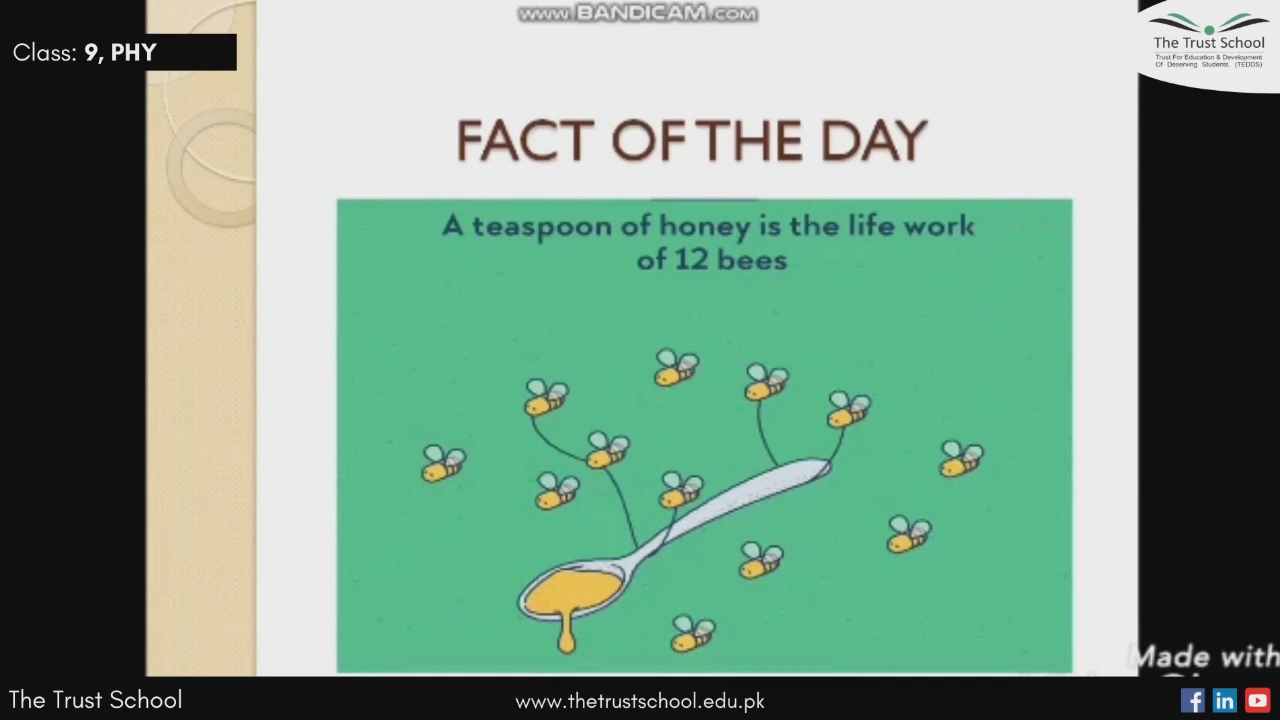 www.BANDICAM.com
Class: 9, PHY
The Trust School
Trust For Education & Development
Of Deserving Students (TEDDS)
FACT OF THE DAY
A teaspoon of honey is the life work
of 12 bees
Made with
The Trust School
www.thetrustschool.edu.pk
f
in